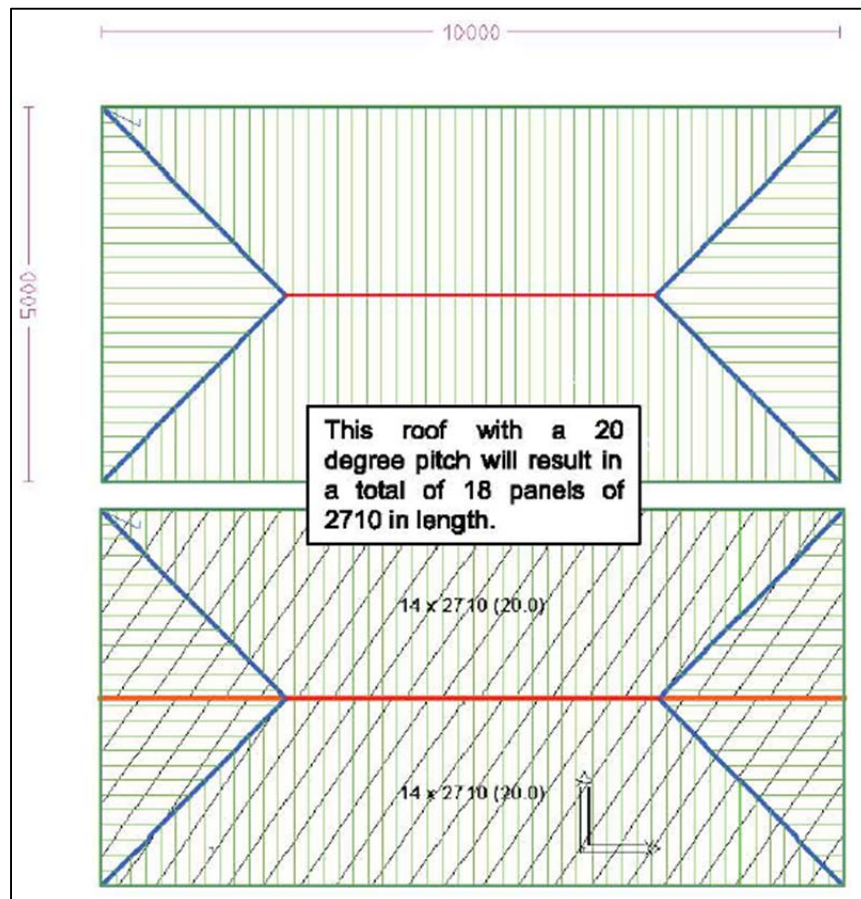 10000
5000
This roof with a 20
degree pitch will result in
a total of 18 panels of
2710 in length.
14 x 2710 (20.0)
14 x 2710 (20.0)